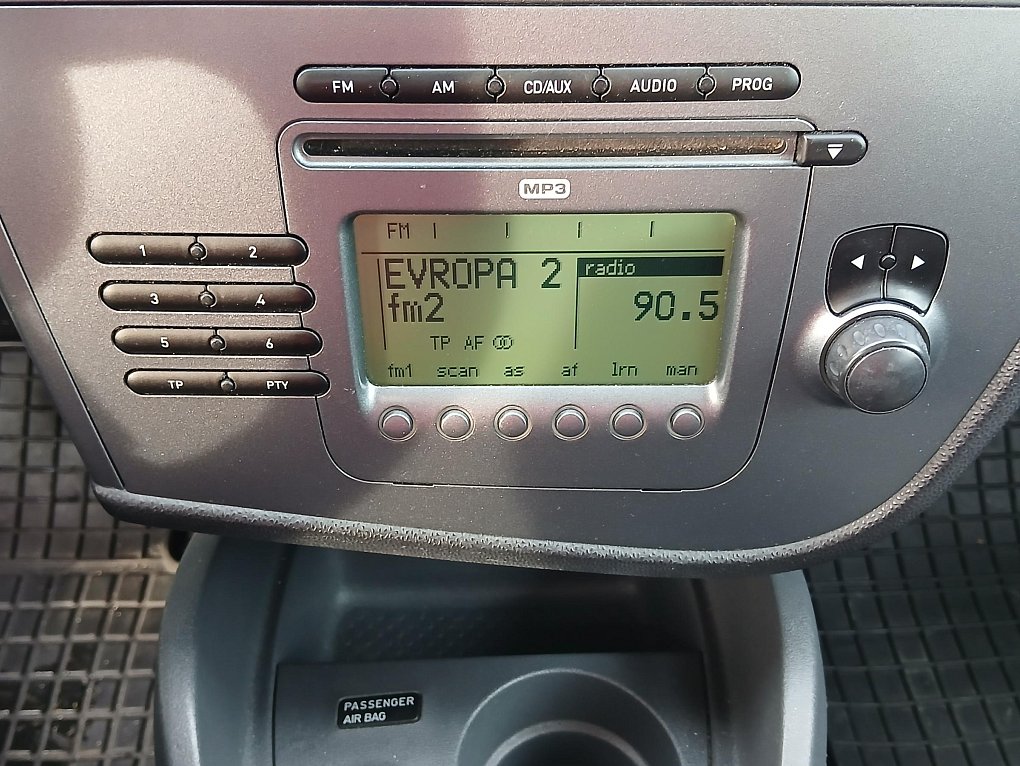 FM AM CD/AUX AUDIO PROG
MP3
1 2
3 4
5 6
TP PTY
FM
EVROPA 2 radio
fm2 90.5
TP AF
fm1 scan as af lrn man
PASSENGER
AIR BAG